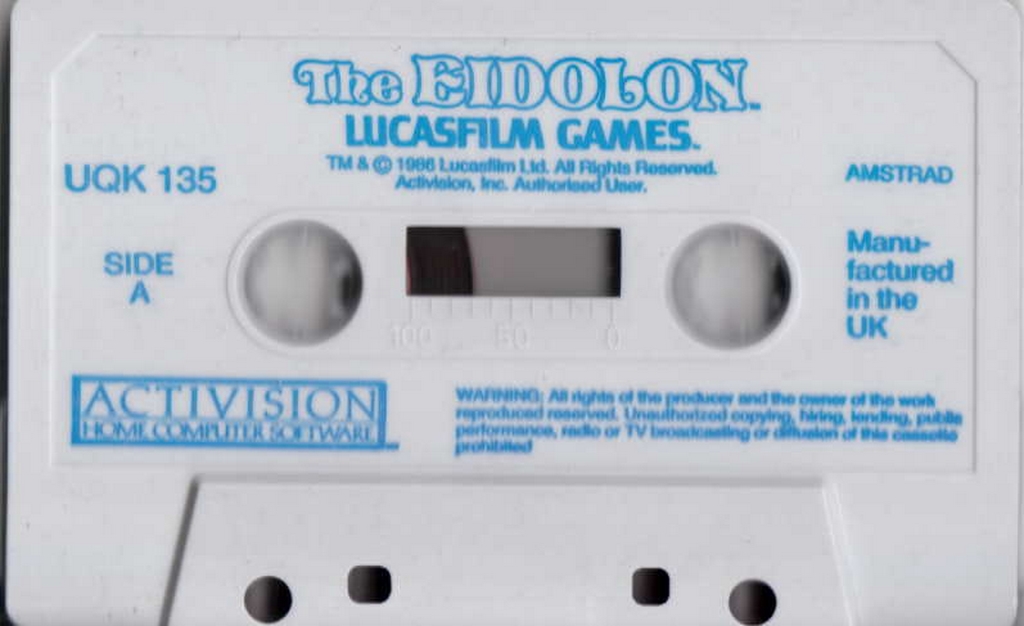 The EIDOLON™
LUCASFILM GAMES™
TM & © 1986 Lucasfilm Ltd. All Rights Reserved.
Activision, Inc. Authorised User.
UQK 135
AMSTRAD
SIDE
A
Manu-
factured
in the
UK
100 50 0
ACTIVISION
HOME COMPUTER SOFTWARE
WARNING: All rights of the producer and the owner of the work
reproduced reserved. Unauthorized copying, hiring, lending, public
performance, radio or TV broadcasting or diffusion of this cassette
prohibited